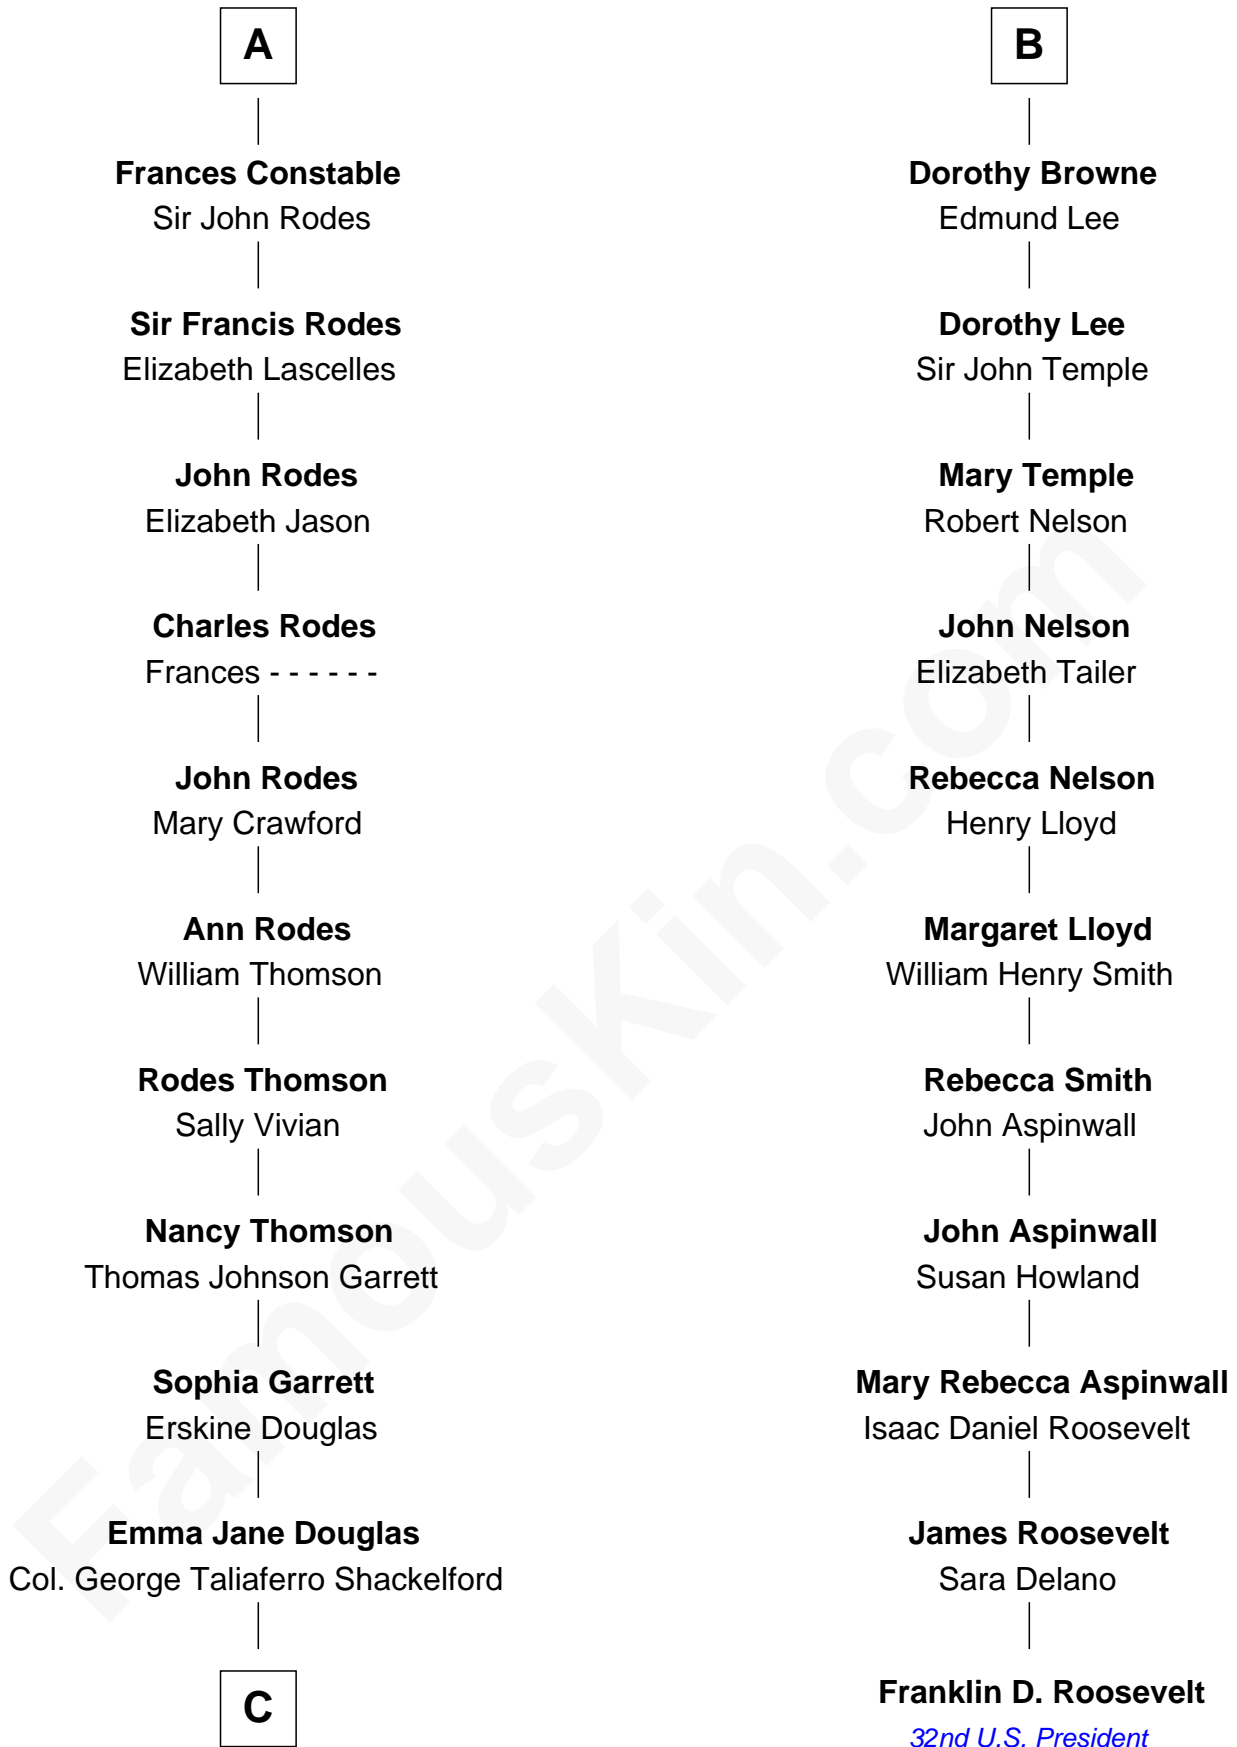 A
Frances Constable
Sir John Rodes
Sir Francis Rodes
Elizabeth Lascelles
John Rodes
Elizabeth Jason
Charles Rodes
Frances - - - - - -
John Rodes
Mary Crawford
Ann Rodes
William Thomson
Rodes Thomson
Sally Vivian
Nancy Thomson
Thomas Johnson Garrett
Sophia Garrett
Erskine Douglas
Emma Jane Douglas
Col. George Taliaferro Shackelford
C
B
Dorothy Browne
Edmund Lee
Dorothy Lee
Sir John Temple
Mary Temple
Robert Nelson
John Nelson
Elizabeth Tailer
Rebecca Nelson
Henry Lloyd
Margaret Lloyd
William Henry Smith
Rebecca Smith
John Aspinwall
John Aspinwall
Susan Howland
Mary Rebecca Aspinwall
Isaac Daniel Roosevelt
James Roosevelt
Sara Delano
Franklin D. Roosevelt
32nd U.S. President
FamousKin.com